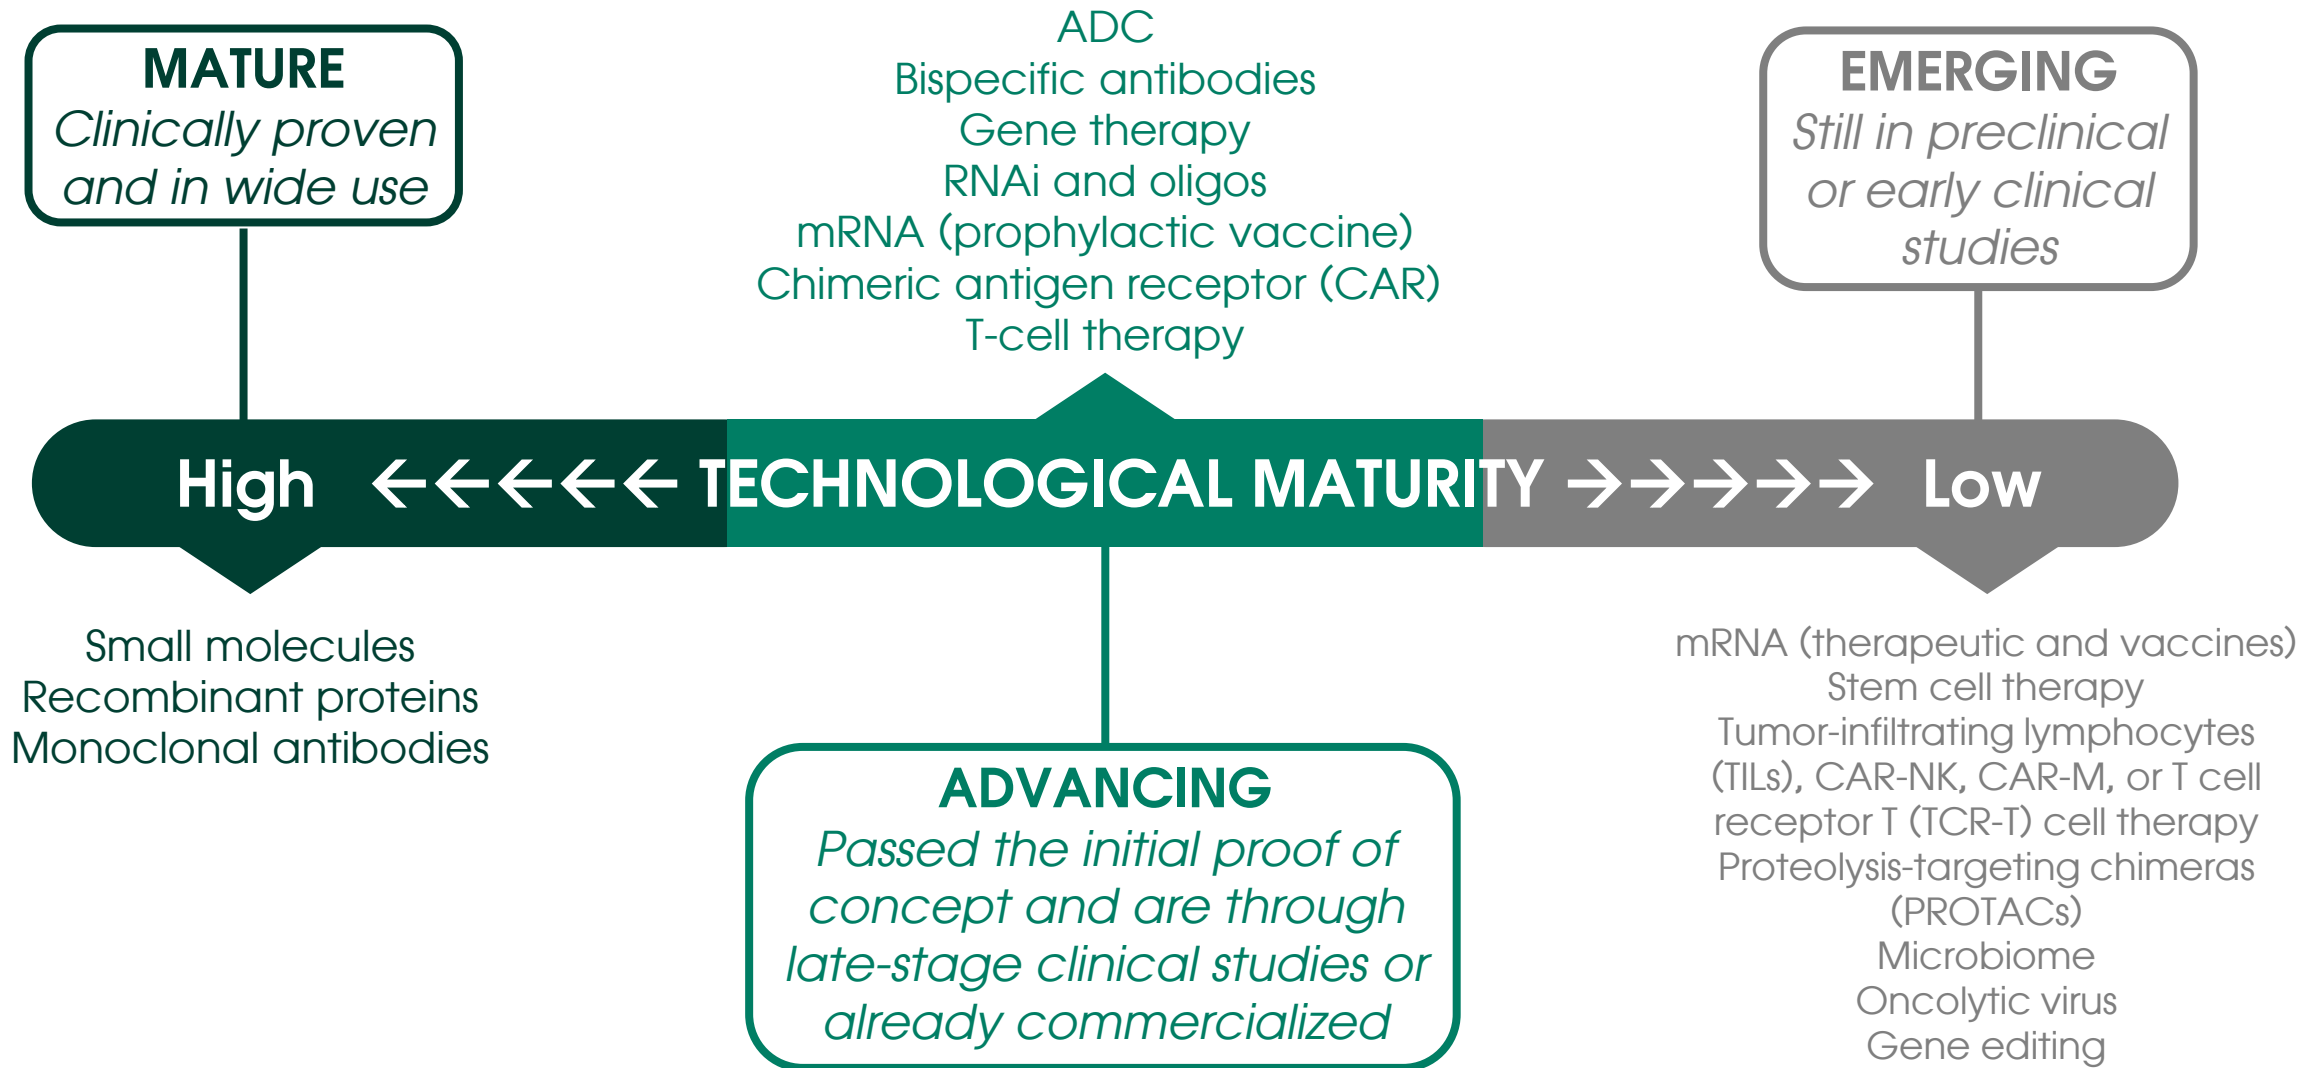 MATURE
Clinically proven
and in wide use
ADC
Bispecific antibodies
Gene therapy
RNAi and oligos
mRNA (prophylactic vaccine)
Chimeric antigen receptor (CAR)
T-cell therapy
EMERGING
Still in preclinical
or early clinical
studies
High ←←←←← TECHNOLOGICAL MATURITY →→→→→ Low
Small molecules
Recombinant proteins
Monoclonal antibodies
ADVANCING
Passed the initial proof of
concept and are through
late-stage clinical studies or
already commercialized
mRNA (therapeutic and vaccines)
Stem cell therapy
Tumor-infiltrating lymphocytes
(TILs), CAR-NK, CAR-M, or T cell
receptor T (TCR-T) cell therapy
Proteolysis-targeting chimeras
(PROTACs)
Microbiome
Oncolytic virus
Gene editing